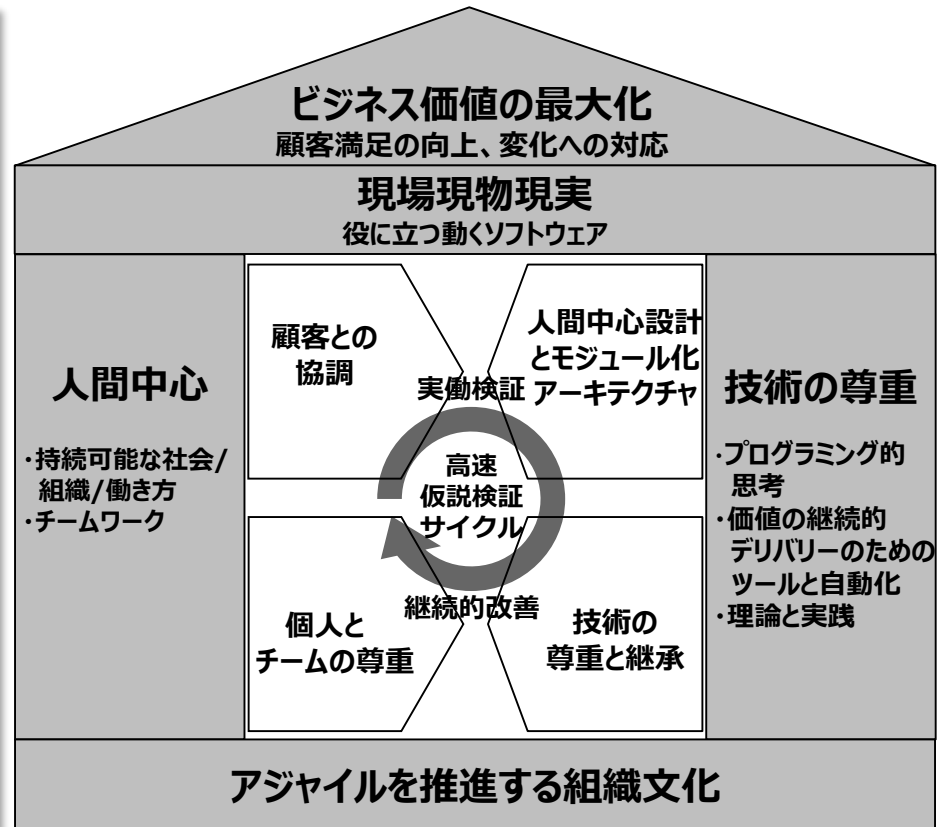 ビジネス価値の最大化
顧客満足の向上、変化への対応
現場現物現実
役に立つ動くソフトウェア
人間中心
・持続可能な社会/
組織/働き方
・チームワーク
顧客との
協調
人間中心設計
とモジュール化
アーキテクチャ
実働検証
高速
仮説検証
サイクル
継続的改善
個人と
チームの尊重
技術の
尊重と継承
技術の尊重
・プログラミング的
思考
・価値の継続的
デリバリーのための
ツールと自動化
・理論と実践
アジャイルを推進する組織文化